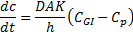 dc/dt = DAK/h (C_GI − C_p)